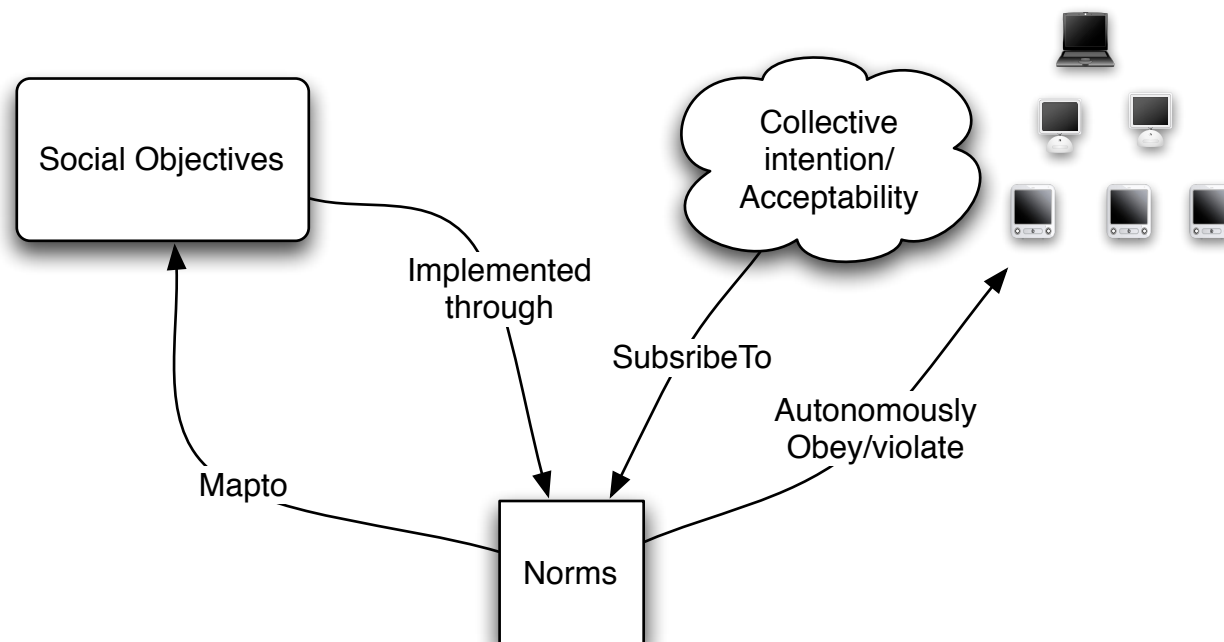 Social Objectives
Collective
intention/
Acceptability
Implemented
through
SubsribeTo
Autonomously
Obey/violate
Mapto
Norms